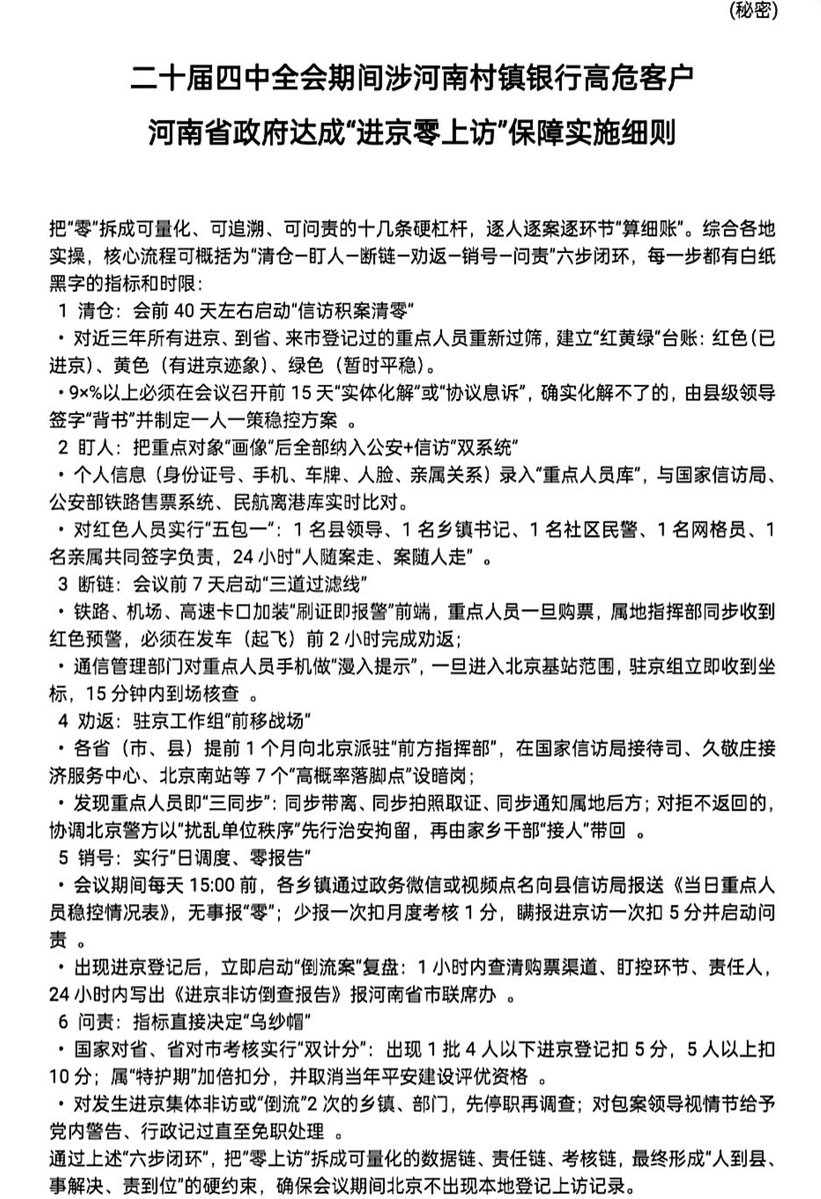 (秘密)
二十届四中全会期间涉河南村镇银行高危客户
河南省政府达成“进京零上访”保障实施细则
把“零”拆成可量化、可追溯、可问责的十几条硬杠杆，逐人逐案逐环节“算细账”。综合各地
实操，核心流程可概括为“清仓—盯人—断链—劝返—销号—问责”六步闭环，每一步都有白纸
黑字的指标和时限：
1 清仓：会前 40 天左右启动“信访积案清零”
• 对近三年所有进京、到省、来市登记过的重点人员重新过筛，建立“红黄绿”台账：红色（已
进京）、黄色（有进京迹象）、绿色（暂时平稳）。
• 9×%以上必须在会议召开前 15 天“实体化解”或“协议息诉”，确实化解不了的，由县级领导
签字“背书”并制定一人一策稳控方案 。
2 盯人：把重点对象“画像”后全部纳入公安+信访“双系统”
• 个人信息（身份证号、手机、车牌、人脸、亲属关系）录入“重点人员库”，与国家信访局、
公安部铁路售票系统、民航离港库实时比对。
• 对红色人员实行“五包一”：1 名县领导、1 名乡镇书记、1 名社区民警、1 名网格员、1
名亲属共同签字负责，24 小时“人随案走、案随人走” 。
3 断链：会议前 7 天启动“三道过滤线”
• 铁路、机场、高速卡口加装“刷证即报警”前端，重点人员一旦购票，属地指挥部同步收到
红色预警，必须在发车（起飞）前 2 小时完成劝返；
• 通信管理部门对重点人员手机做“漫入提示”，一旦进入北京基站范围，驻京组立即收到坐
标，15 分钟内到场核查 。
4 劝返：驻京工作组“前移战场”
• 各省（市、县）提前 1 个月向北京派驻“前方指挥部”，在国家信访局接待司、久敬庄接
济服务中心、北京南站等 7 个“高概率落脚点”设暗岗；
• 发现重点人员即“三同步”：同步带离、同步拍照取证、同步通知属地后方；对拒不返回的，
协调北京警方以“扰乱单位秩序”先行治安拘留，再由家乡干部“接人”带回 。
5 销号：实行“日调度、零报告”
• 会议期间每天 15:00 前，各乡镇通过政务微信或视频点名向县信访局报送《当日重点人
员稳控情况表》，无事报“零”；少报一次扣月度考核 1 分，瞒报进京访一次扣 5 分并启动问
责 。
• 出现进京登记后，立即启动“倒流案”复盘：1 小时内查清购票渠道、盯控环节、责任人，
24 小时内写出《进京非访倒查报告》报河南省市联席办 。
6 问责：指标直接决定“乌纱帽”
• 国家对省、省对市考核实行“双计分”：出现 1 批 4 人以下进京登记扣 5 分，5 人以上扣
10 分；属“特护期”加倍扣分，并取消当年平安建设评优资格 。
• 对发生进京集体非访或“倒流”2 次的乡镇、部门，先停职再调查；对包案领导视情节给予
党内警告、行政记过直至免职处理 。
通过上述“六步闭环”，把“零上访”拆成可量化的数据链、责任链、考核链，最终形成“人到县、
事解决、责到位”的硬约束，确保会议期间北京不出现本地登记上访记录。